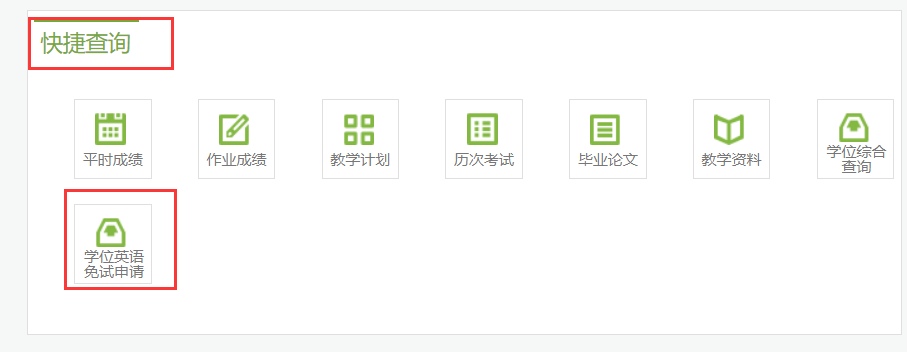 快捷查询
平时成绩
作业成绩
教学计划
历次考试
毕业论文
教学资料
学位综合
查询
学位英语
免试申请